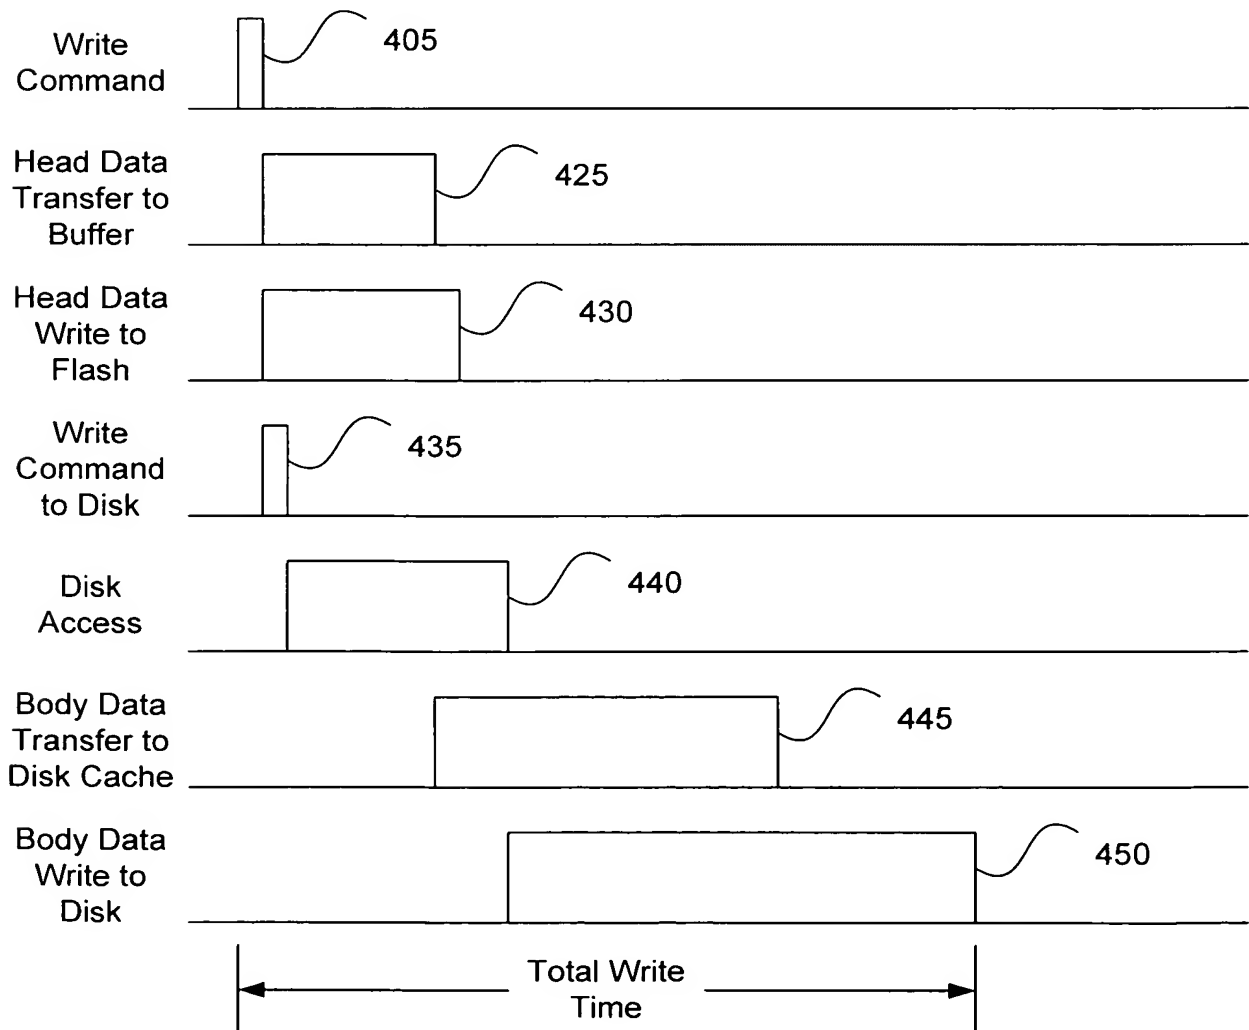 Write
Command
405
Head Data
Transfer to
Buffer
425
Head Data
Write to
Flash
430
Write
Command
to Disk
435
Disk
Access
440
Body Data
Transfer to
Disk Cache
445
Body Data
Write to
Disk
450
Total Write
Time